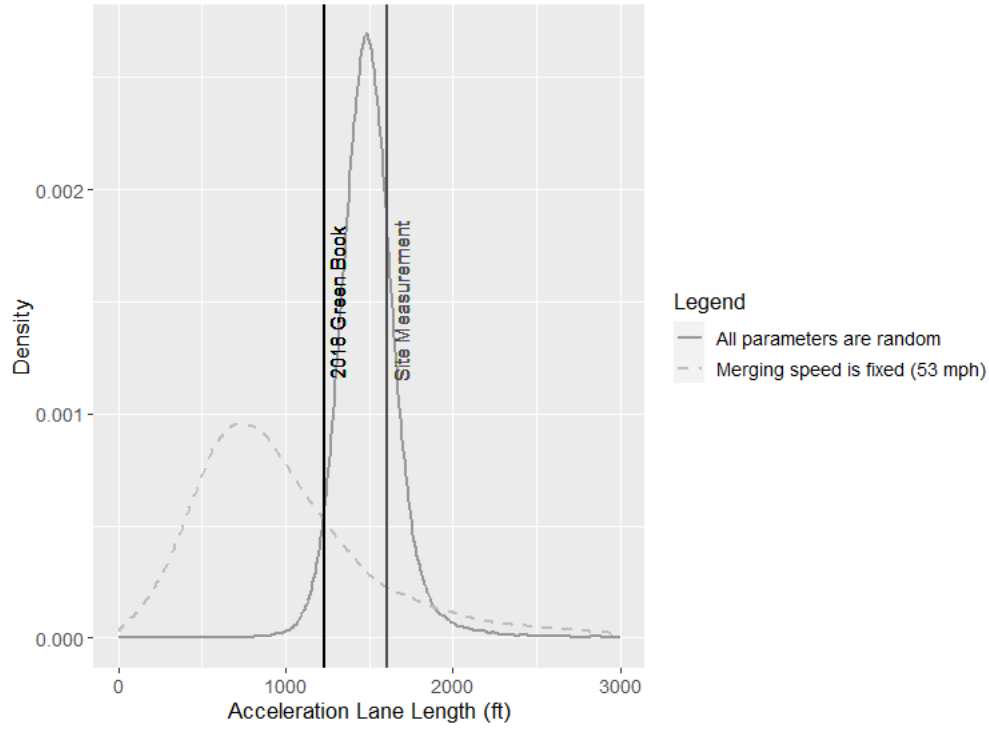 0.002
0.001
0.000
Density
2018 Green Book
Site Measurement
0 1000 2000 3000
Acceleration Lane Length (ft)
Legend
All parameters are random
Merging speed is fixed (53 mph)